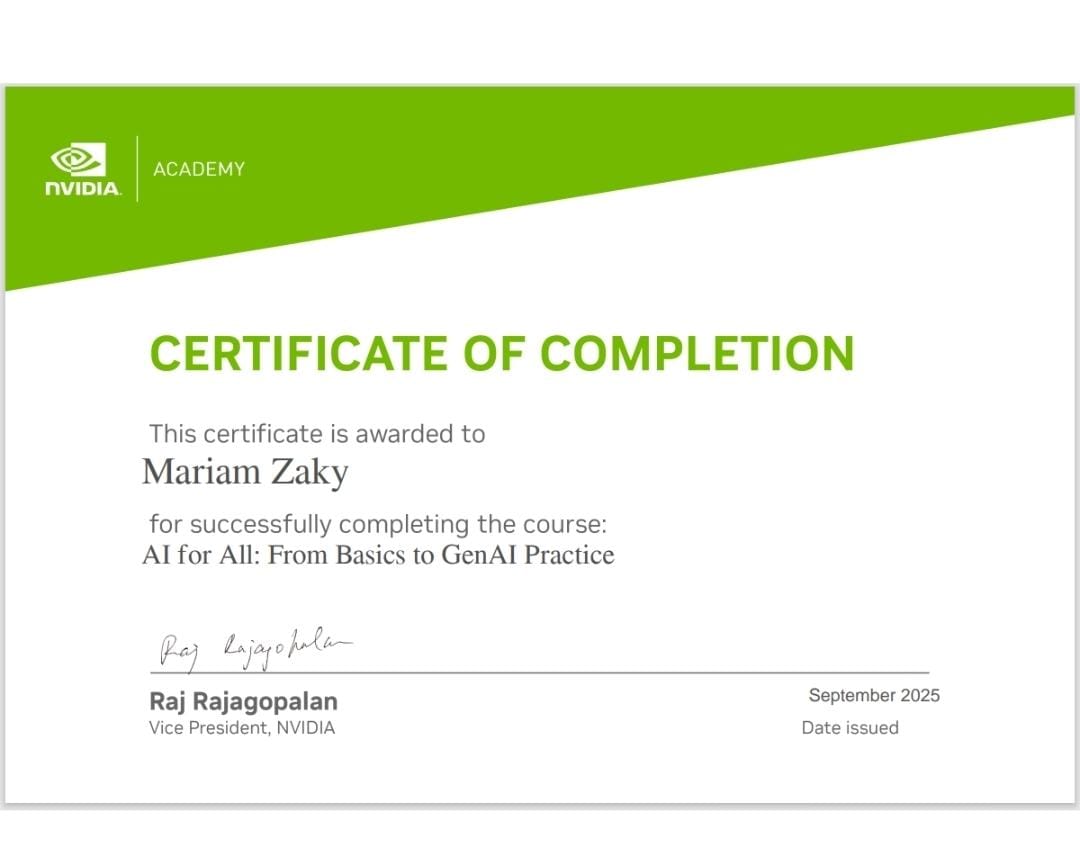 NVIDIA.
ACADEMY
CERTIFICATE OF COMPLETION
This certificate is awarded to
Mariam Zaky
for successfully completing the course:
AI for All: From Basics to GenAI Practice
Raj Rajagopalan
Raj Rajagopalan
Vice President, NVIDIA
September 2025
Date issued